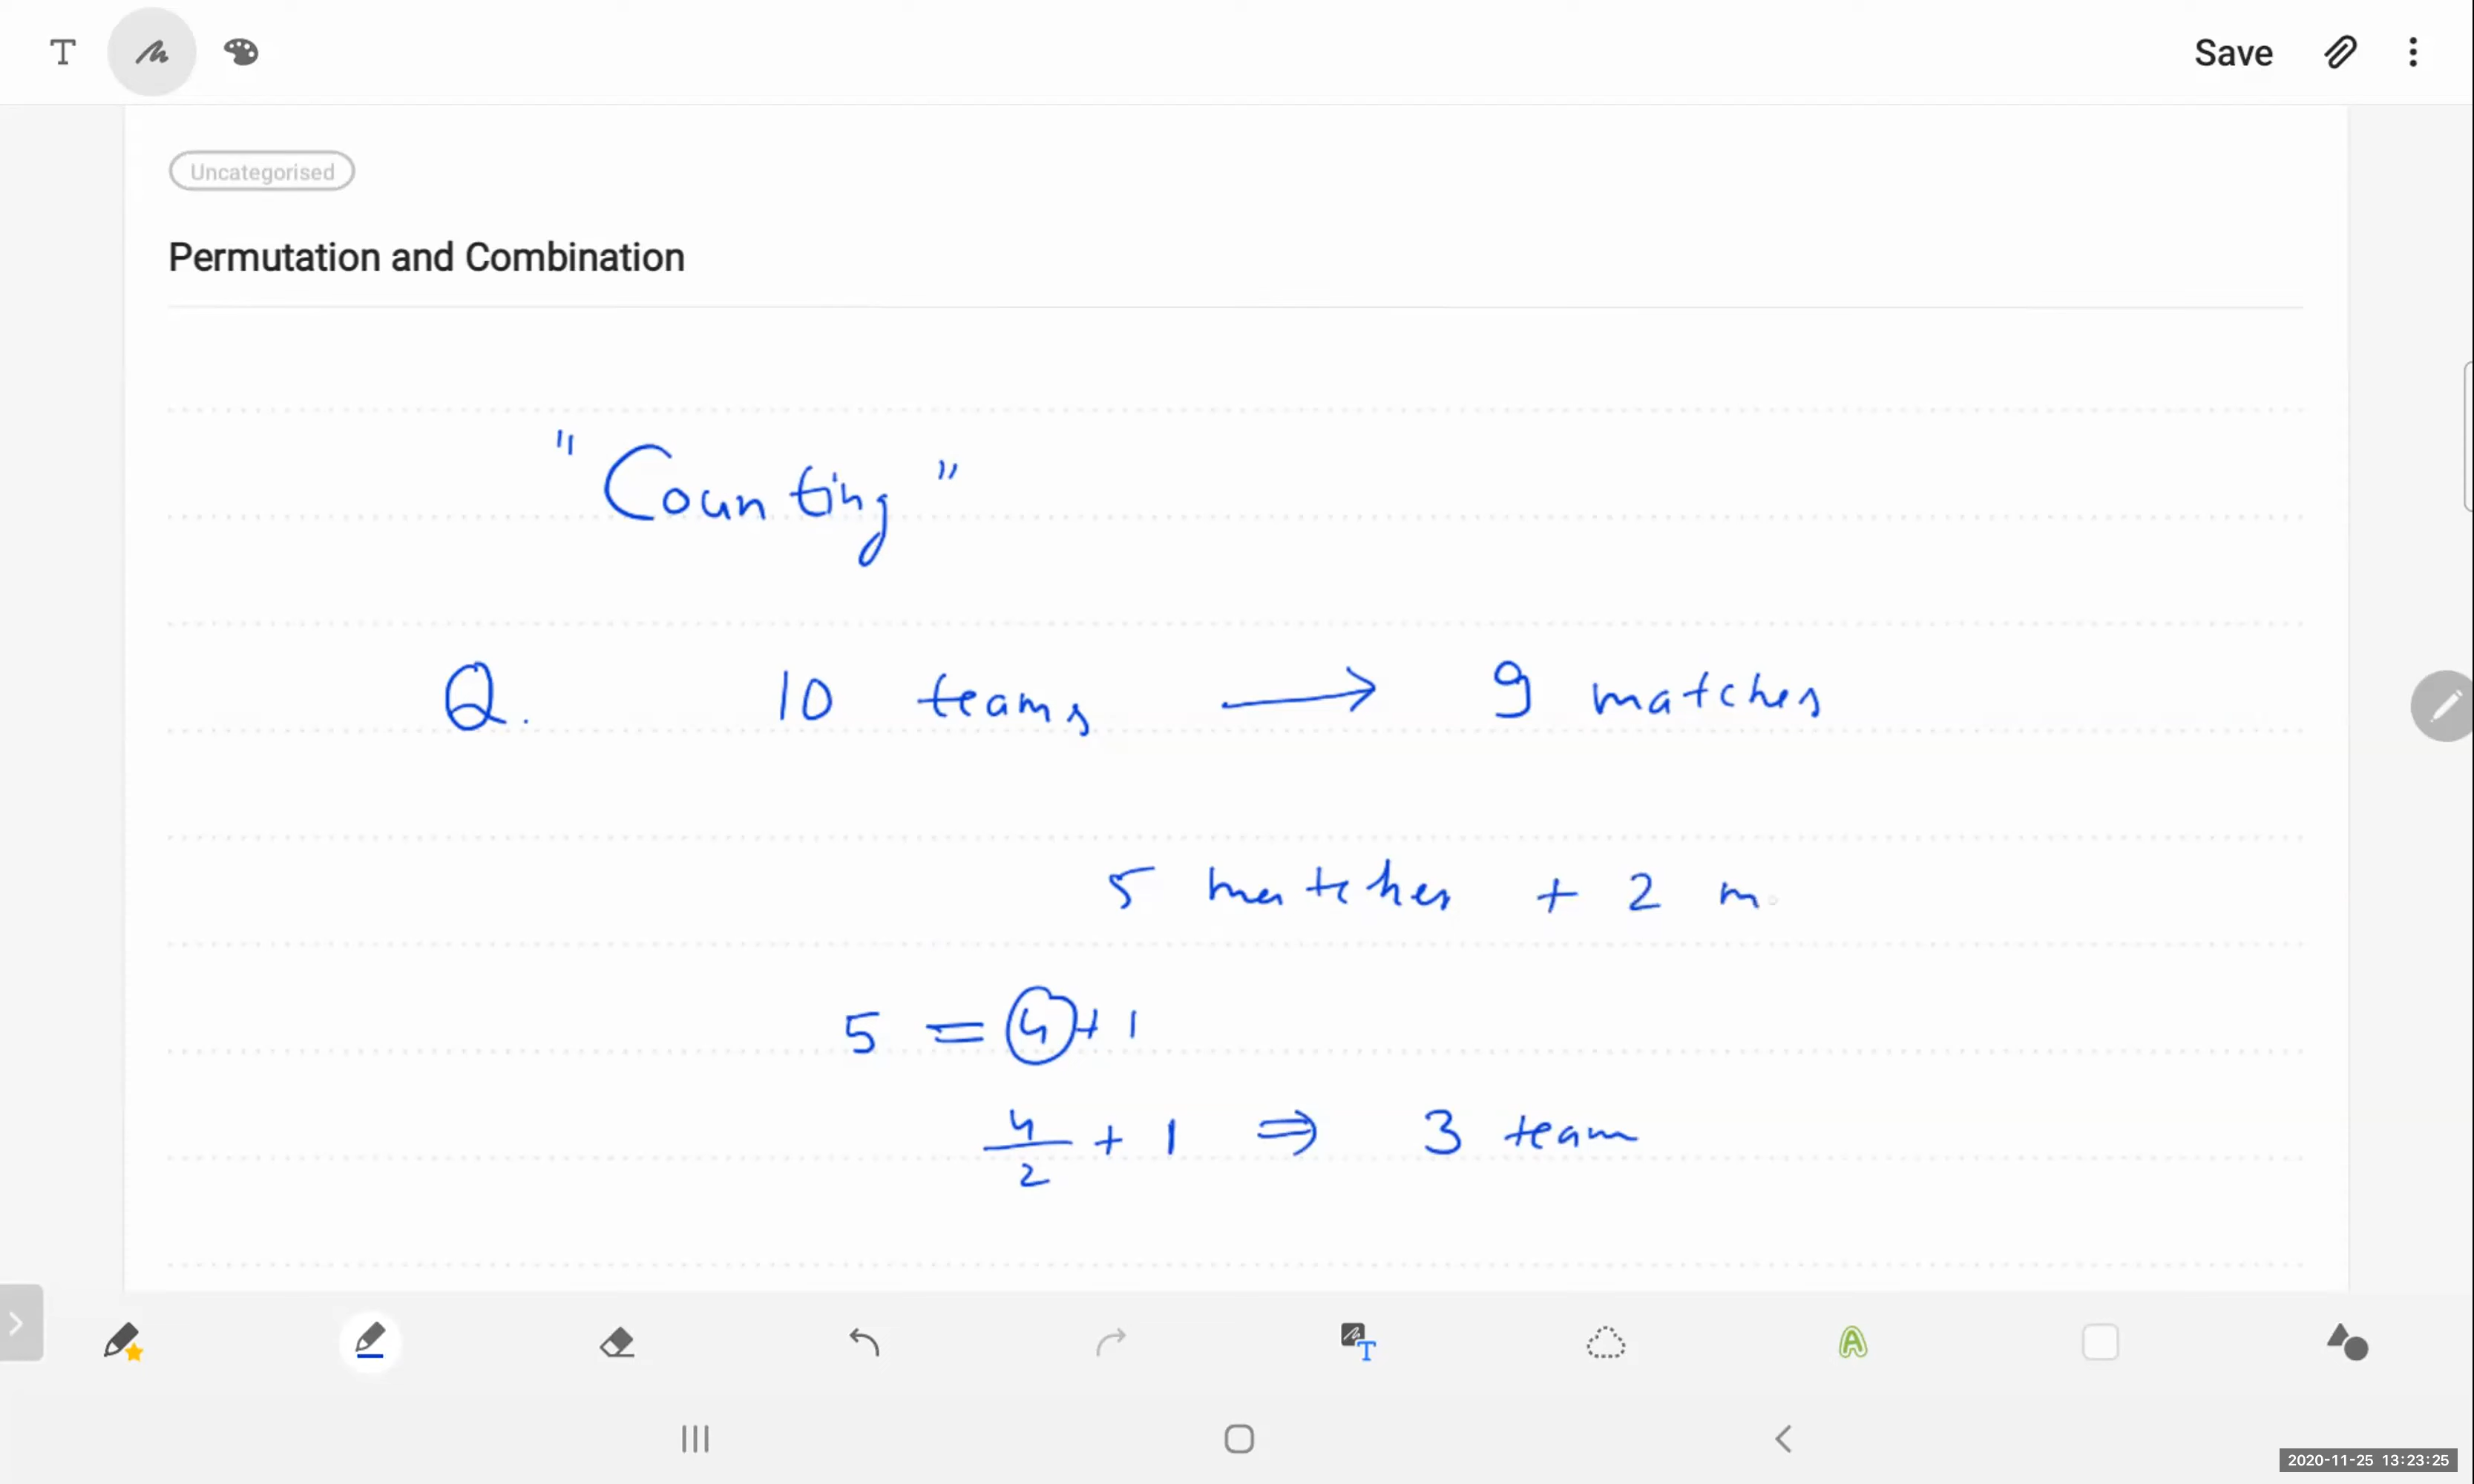 T Save
Uncategorised
Permutation and Combination
"Counting"
Q. 10 teams → 9 matches
5 matches + 2 m
5 = 4 + 1
4/2 + 1 ⇒ 3 team
T A
2020-11-25 13:23:25